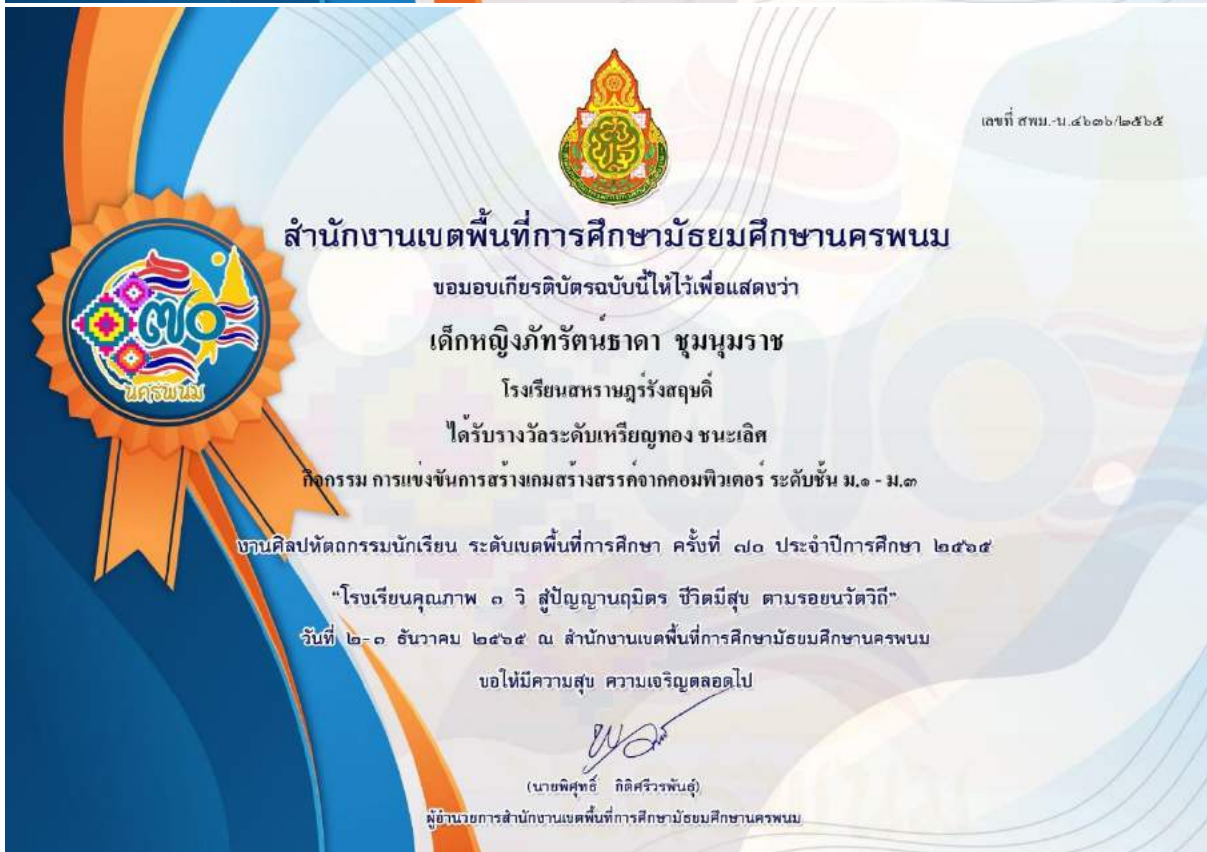 เลขที่ สพม.-น.๔๖๓๖/๒๕๖๕
สำนักงานเขตพื้นที่การศึกษามัธยมศึกษานครพนม
ขอมอบเกียรติบัตรฉบับนี้ให้ไว้เพื่อแสดงว่า
เด็กหญิงภัทรัตน์ธาดา ชุมนุมราช
โรงเรียนสหราษฎร์รังสฤษดิ์
ได้รับรางวัลระดับเหรียญทอง ชนะเลิศ
กิจกรรม การแข่งขันการสร้างเกมสร้างสรรค์จากคอมพิวเตอร์ ระดับชั้น ม.๑ - ม.๓
งานศิลปหัตถกรรมนักเรียน ระดับเขตพื้นที่การศึกษา ครั้งที่ ๗๐ ประจำปีการศึกษา ๒๕๖๕
"โรงเรียนคุณภาพ ๓ วิ สู่ปัญญานฤมิตร ชีวิตมีสุข ตามรอยนวัตวิถี"
วันที่ ๒-๓ ธันวาคม ๒๕๖๕ ณ สำนักงานเขตพื้นที่การศึกษามัธยมศึกษานครพนม
ขอให้มีความสุข ความเจริญตลอดไป
(นายพิศุทธิ์ กิติศรีวรพันธุ์)
ผู้อำนวยการสำนักงานเขตพื้นที่การศึกษามัธยมศึกษานครพนม
๗๐
นครพนม